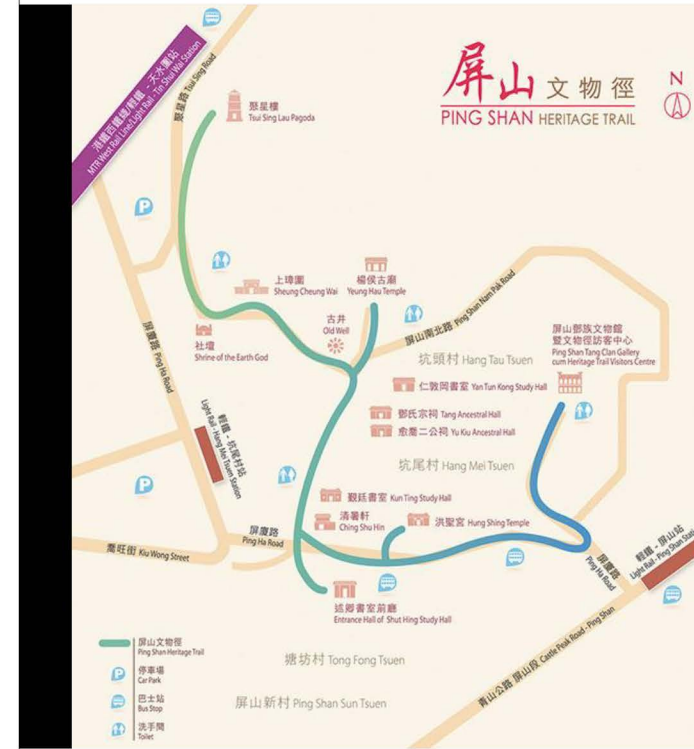 屏山 文物徑
PING SHAN HERITAGE TRAIL
N
港鐵西鐵綫/輕鐵 - 天水圍站
MTR West Rail Line/Light Rail - Tin Shui Wai Station
聚星路 Tsui Sing Road
聚星樓
Tsui Sing Lau Pagoda
P
上璋圍
Sheung Cheung Wai
楊侯古廟
Yeung Hau Temple
古井
Old Well
屏山南北路 Ping Shan Nam Pak Road
社壇
Shrine of the Earth God
屏廈路 Ping Ha Road
坑頭村 Hang Tau Tsuen
屏山鄧族文物館
暨文物徑訪客中心
Ping Shan Tang Clan Gallery
cum Heritage Trail Visitors Centre
仁敦岡書室 Yan Tun Kong Study Hall
鄧氏宗祠 Tang Ancestral Hall
愈喬二公祠 Yu Kiu Ancestral Hall
輕鐵 - 坑尾村站
Light Rail - Hang Mei Tsuen Station
坑尾村 Hang Mei Tsuen
P
覲廷書室 Kun Ting Study Hall
清暑軒
Ching Shu Hin
洪聖宮 Hung Shing Temple
屏廈路
Ping Ha Road
喬旺街 Kiu Wong Street
屏廈路
Ping Ha Road
輕鐵 - 屏山站
Light Rail - Ping Shan Stati
述卿書室前廳
Entrance Hall of Shut Hing Study Hall
青山公路 屏山段 Castle Peak Road - Ping Shan
塘坊村 Tong Fong Tsuen
屏山新村 Ping Shan Sun Tsuen
屏山文物徑
Ping Shan Heritage Trail
P 停車場
Car Park
巴士站
Bus Stop
洗手間
Toilet